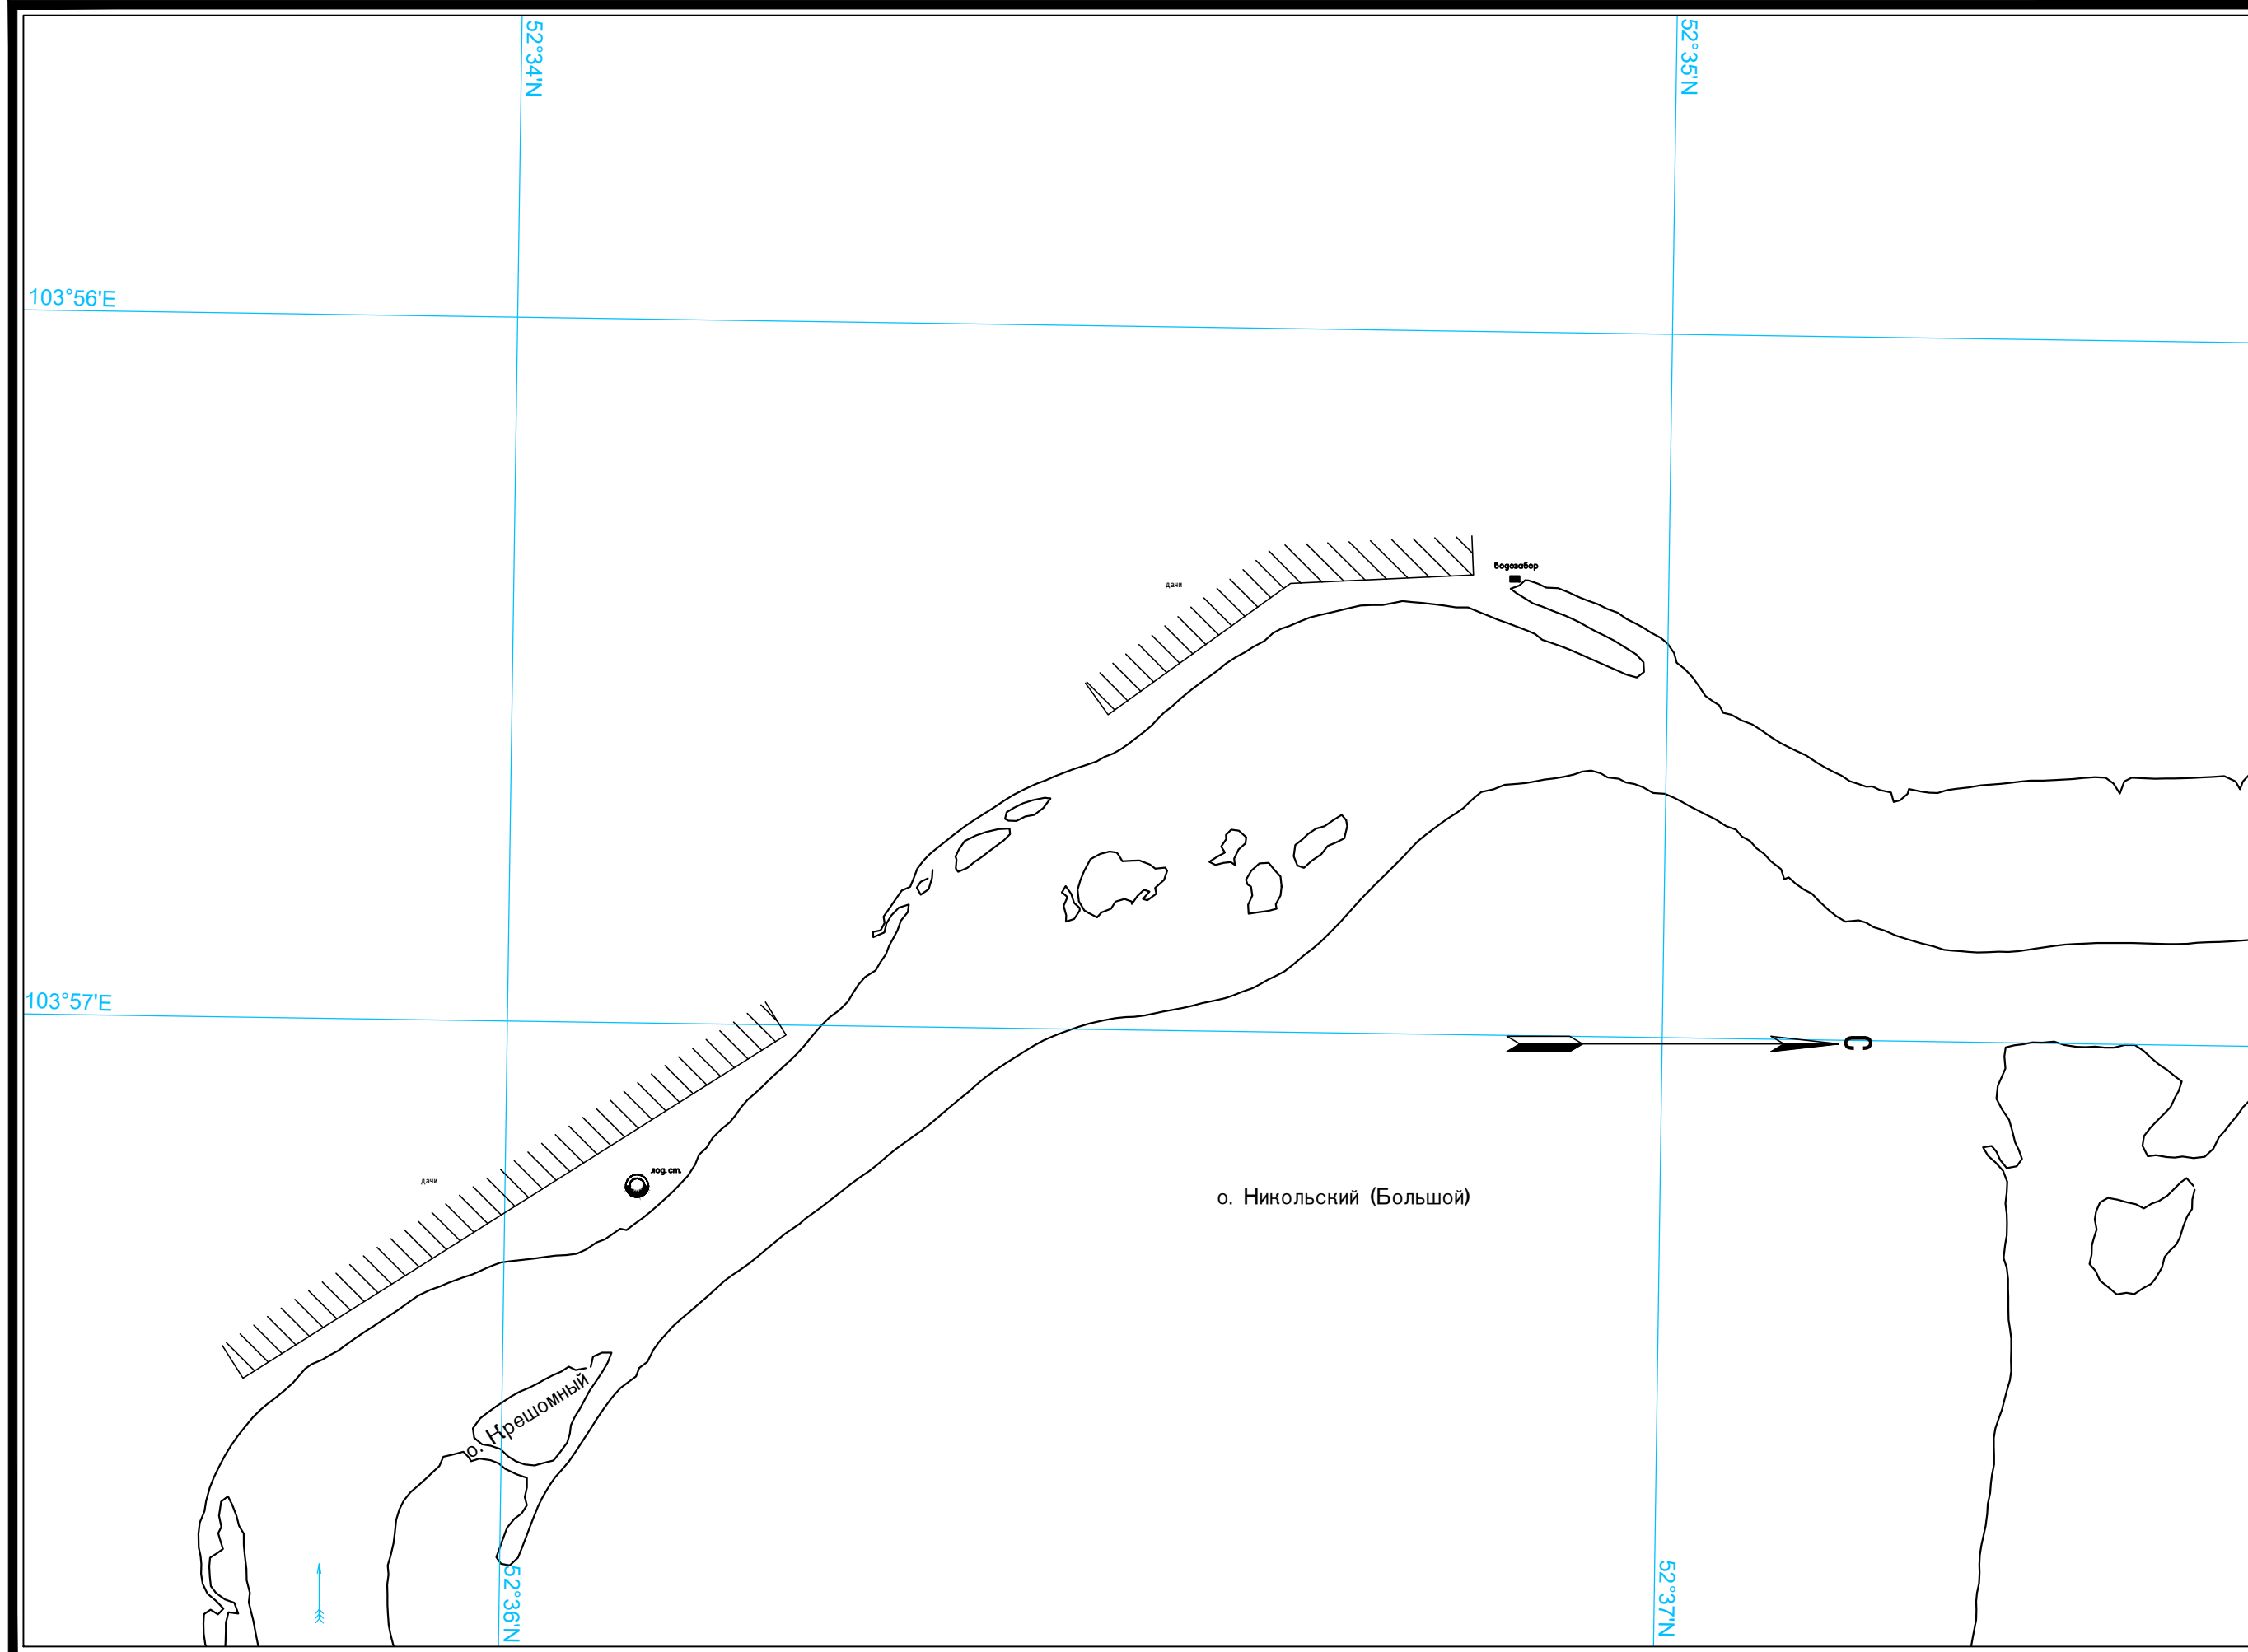 52°34'N
52°35'N
103°56'E
водозабор
дачи
103°57'E
С
лод. ст.
дачи
о. Никольский (Большой)
о. Крешомный
52°36'N
52°37'N